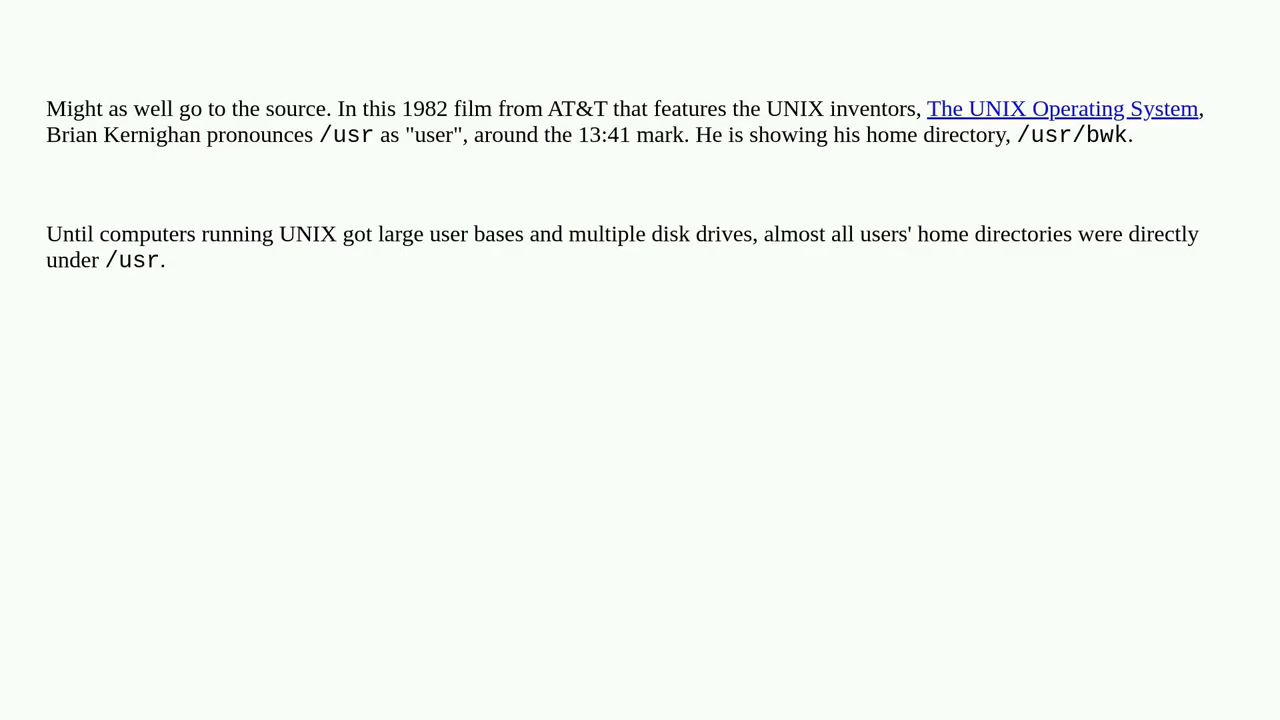 Might as well go to the source. In this 1982 film from AT&T that features the UNIX inventors, The UNIX Operating System,
Brian Kernighan pronounces /usr as "user", around the 13:41 mark. He is showing his home directory, /usr/bwk.
Until computers running UNIX got large user bases and multiple disk drives, almost all users' home directories were directly
under /usr.